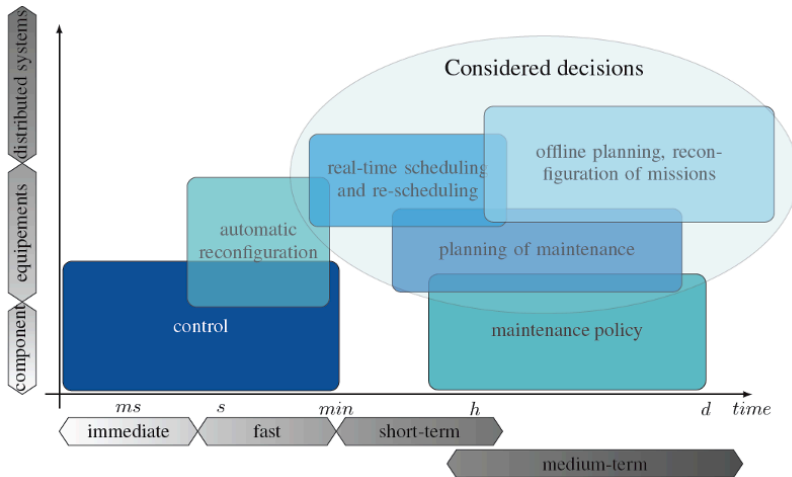 distributed systems
equipements
component
Considered decisions
offline planning, recon-
figuration of missions
real-time scheduling
and re-scheduling
automatic
reconfiguration
planning of maintenance
control
maintenance policy
ms
s
min
h
d
time
immediate
fast
short-term
medium-term